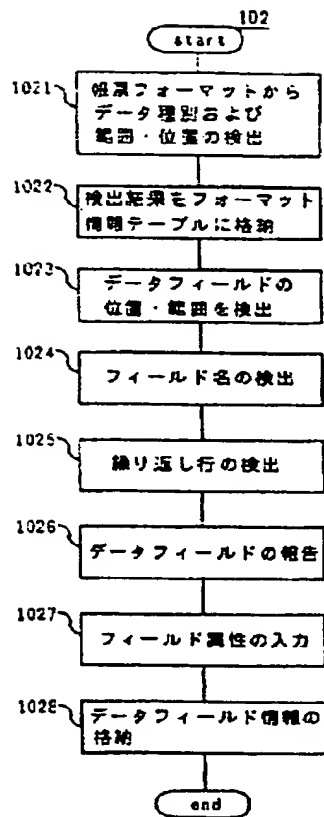 102
start
1021
帳票フォーマットから
データ種別および
範囲・位置の検出
1022
検出結果をフォーマット
情報テーブルに格納
1023
データフィールドの
位置・範囲を検出
1024
フィールド名の検出
1025
繰り返し行の検出
1026
データフィールドの報告
1027
フィールド属性の入力
1028
データフィールド情報の
格納
end